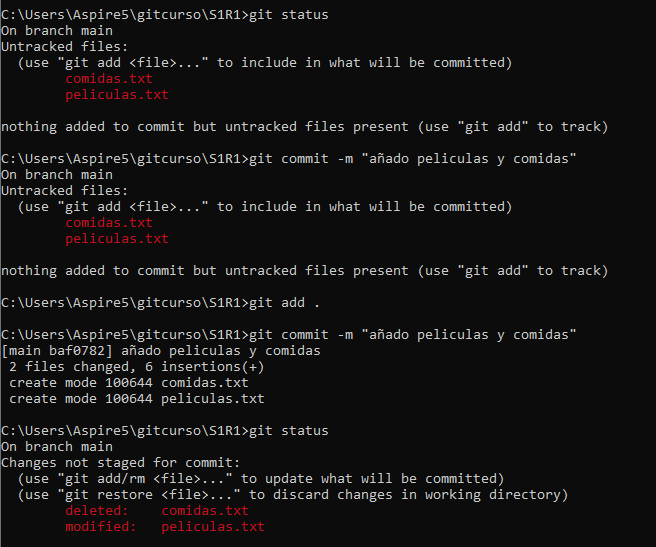 C:\Users\Aspire5\gitcurso\S1R1>git status
On branch main
Untracked files:
  (use "git add <file>..." to include in what will be committed)
        comidas.txt
        peliculas.txt

nothing added to commit but untracked files present (use "git add" to track)

C:\Users\Aspire5\gitcurso\S1R1>git commit -m "añado peliculas y comidas"
On branch main
Untracked files:
  (use "git add <file>..." to include in what will be committed)
        comidas.txt
        peliculas.txt

nothing added to commit but untracked files present (use "git add" to track)

C:\Users\Aspire5\gitcurso\S1R1>git add .

C:\Users\Aspire5\gitcurso\S1R1>git commit -m "añado peliculas y comidas"
[main baf0782] añado peliculas y comidas
 2 files changed, 6 insertions(+)
 create mode 100644 comidas.txt
 create mode 100644 peliculas.txt

C:\Users\Aspire5\gitcurso\S1R1>git status
On branch main
Changes not staged for commit:
  (use "git add/rm <file>..." to update what will be committed)
  (use "git restore <file>..." to discard changes in working directory)
        deleted:    comidas.txt
        modified:   peliculas.txt